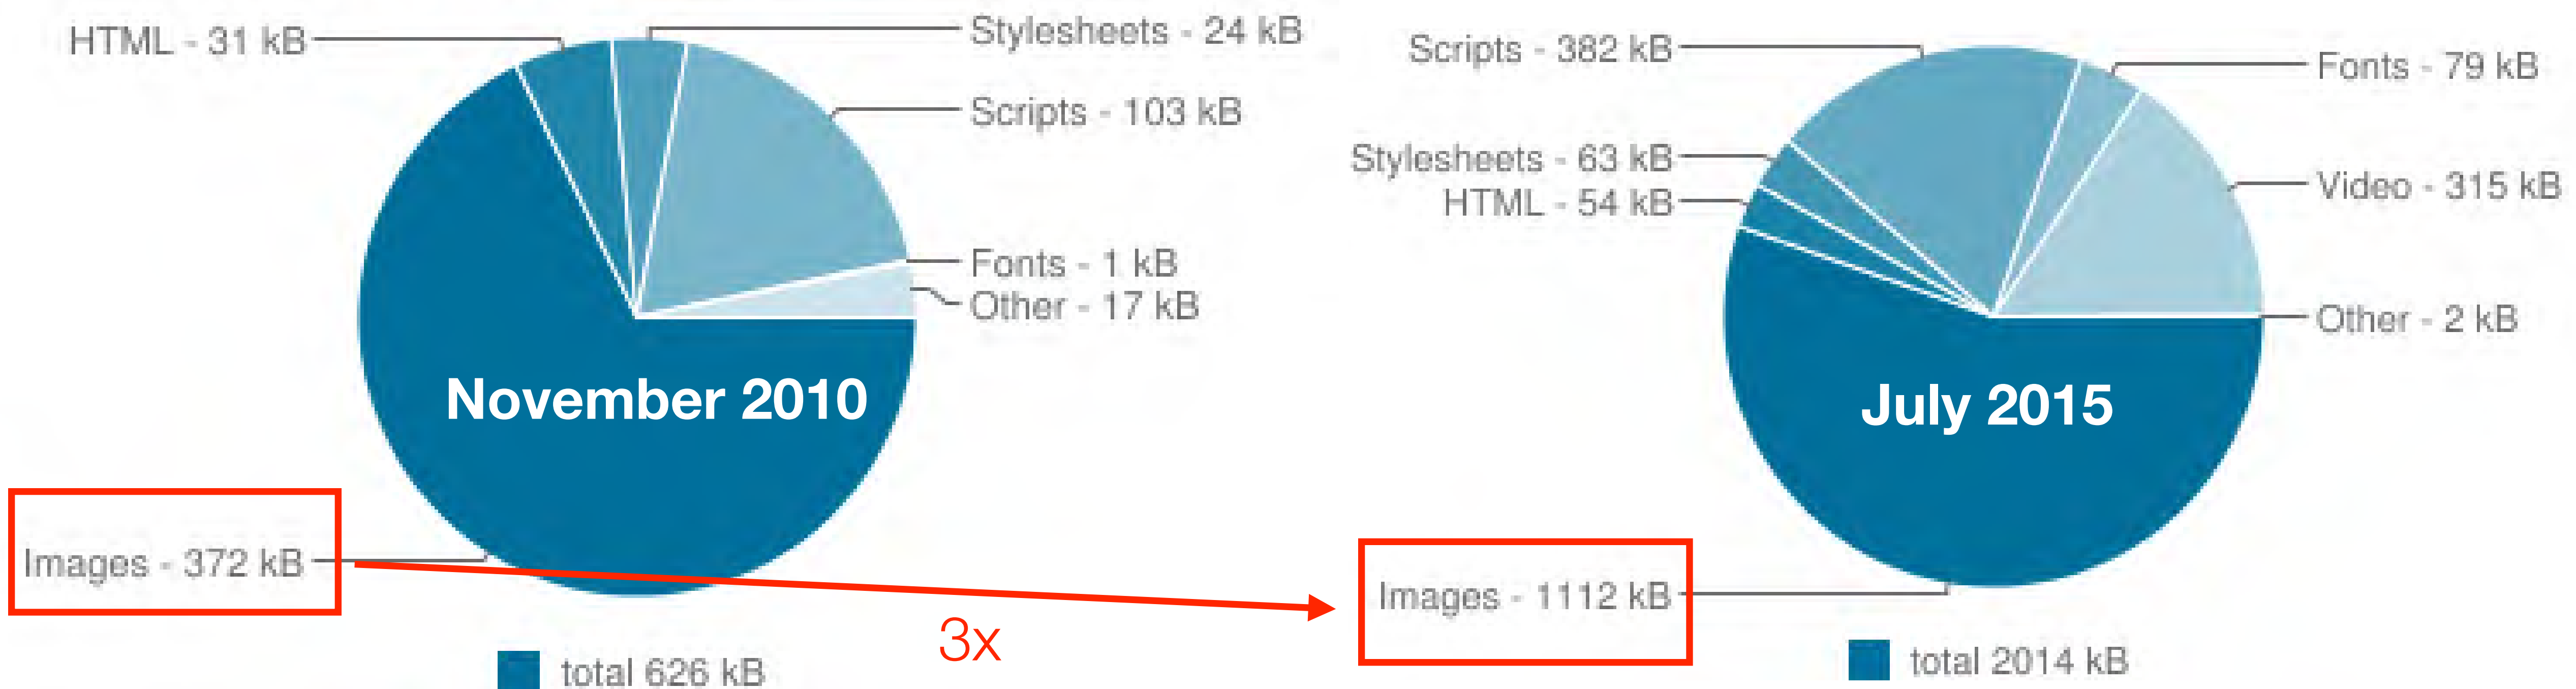 HTML - 31 kB
Stylesheets - 24 kB
Scripts - 103 kB
Fonts - 1 kB
Other - 17 kB
November 2010
Images - 372 kB
total 626 kB
3x
Scripts - 382 kB
Fonts - 79 kB
Stylesheets - 63 kB
Video - 315 kB
HTML - 54 kB
Other - 2 kB
July 2015
Images - 1112 kB
total 2014 kB